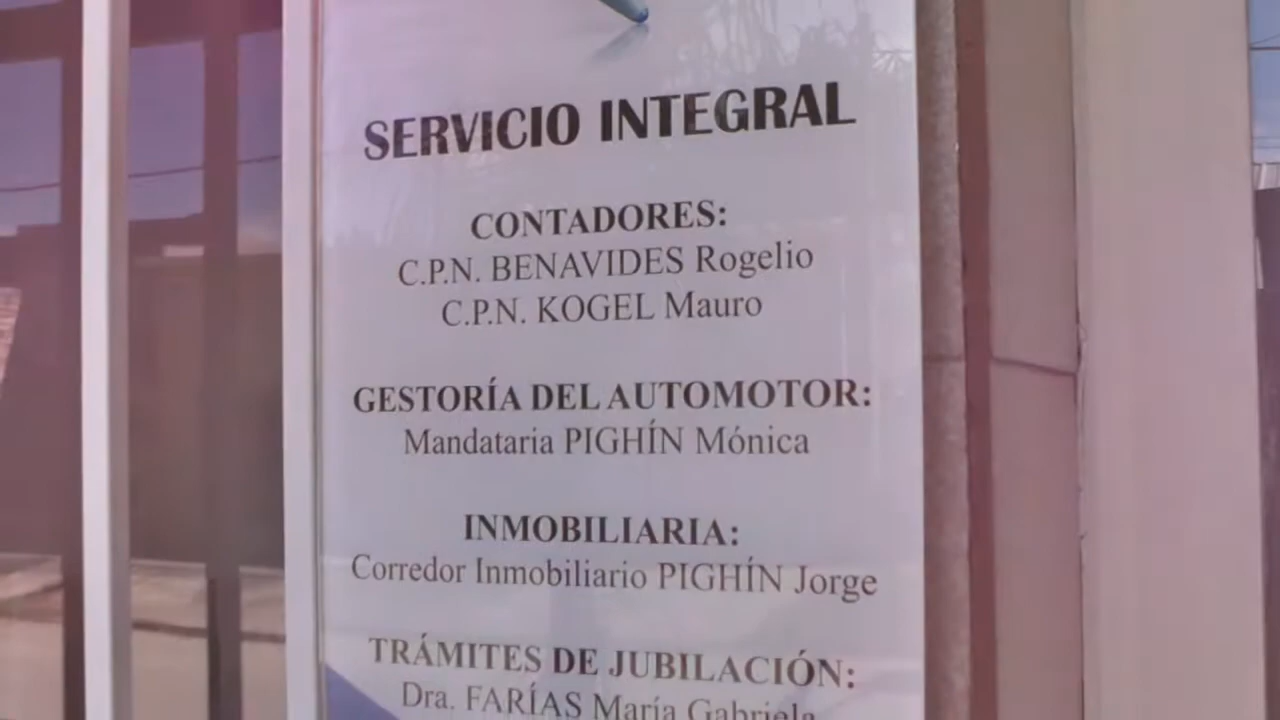 SERVICIO INTEGRAL
CONTADORES:
C.P.N. BENAVIDES Rogelio
C.P.N. KOGEL Mauro
GESTORÍA DEL AUTOMOTOR:
Mandataria PIGHÍN Mónica
INMOBILIARIA:
Corredor Inmobiliario PIGHÍN Jorge
TRÁMITES DE JUBILACIÓN:
Dra. FARÍAS María Gabriela